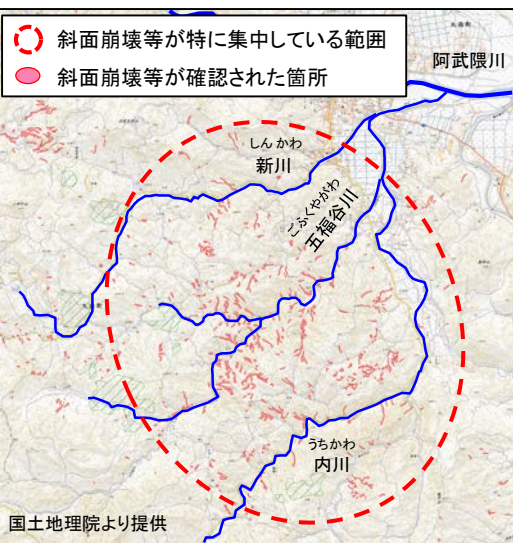 斜面崩壊等が特に集中している範囲
斜面崩壊等が確認された箇所
阿武隈川
しんかわ
新川
ごふくやがわ
五福谷川
うちかわ
内川
国土地理院より提供